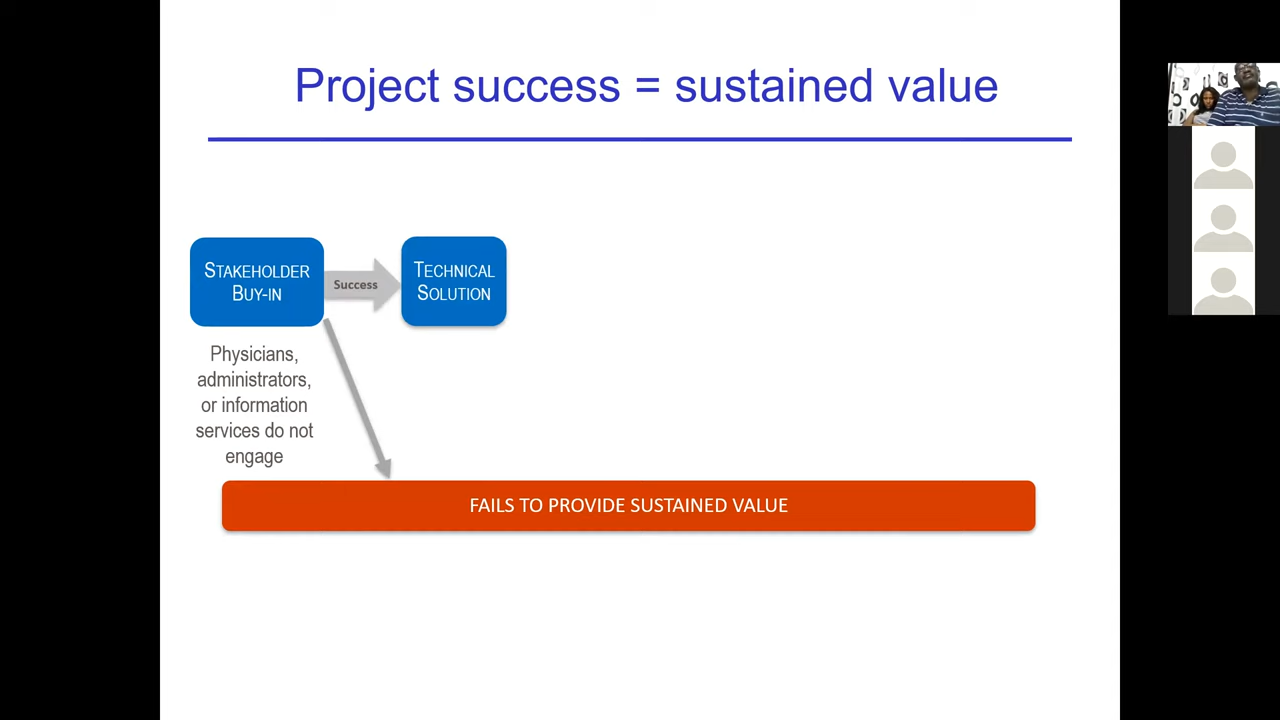 Project success = sustained value
STAKEHOLDER
BUY-IN
Success
TECHNICAL
SOLUTION
Physicians,
administrators,
or information
services do not
engage
FAILS TO PROVIDE SUSTAINED VALUE